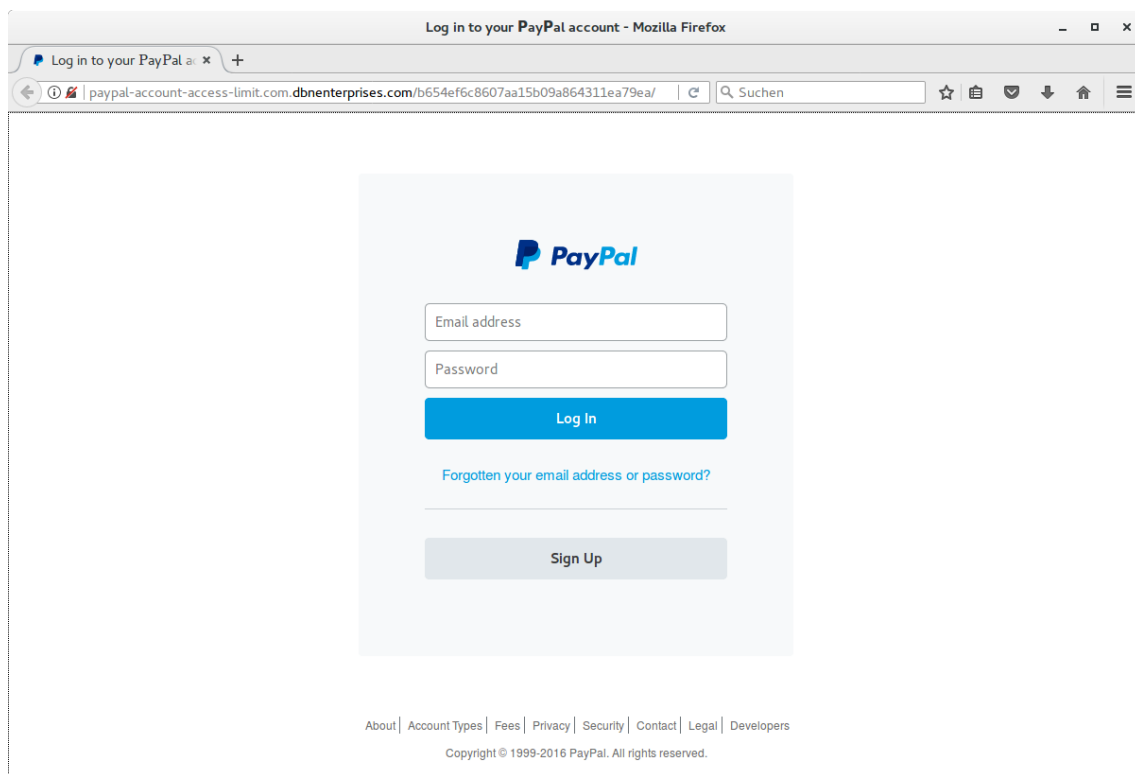 Log in to your PayPal account - Mozilla Firefox
Log in to your PayPal ac
paypal-account-access-limit.com.dbnenterprises.com/b654ef6c8607aa15b09a864311ea79ea/
Suchen
PayPal
Email address
Password
Log In
Forgotten your email address or password?
Sign Up
About | Account Types | Fees | Privacy | Security | Contact | Legal | Developers
Copyright © 1999-2016 PayPal. All rights reserved.